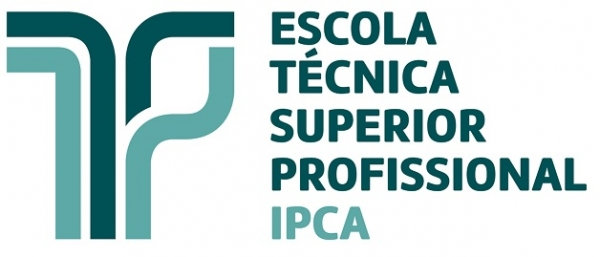 ESCOLA
TÉCNICA
SUPERIOR
PROFISSIONAL
IPCA